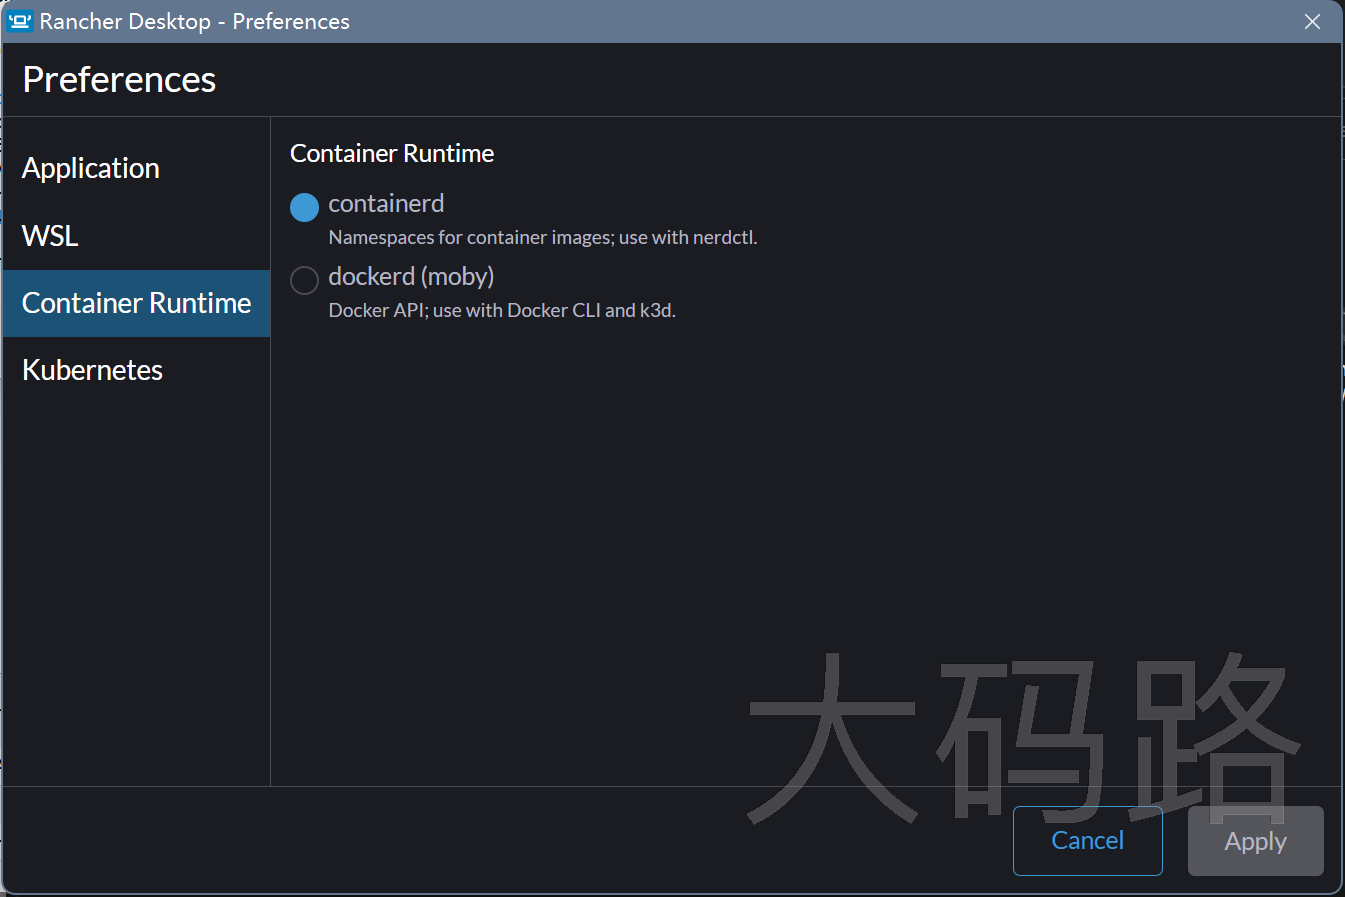 Rancher Desktop - Preferences
Preferences
Application
WSL
Container Runtime
Kubernetes
Container Runtime
containerd
Namespaces for container images; use with nerdctl.
dockerd (moby)
Docker API; use with Docker CLI and k3d.
大码路
Cancel
Apply